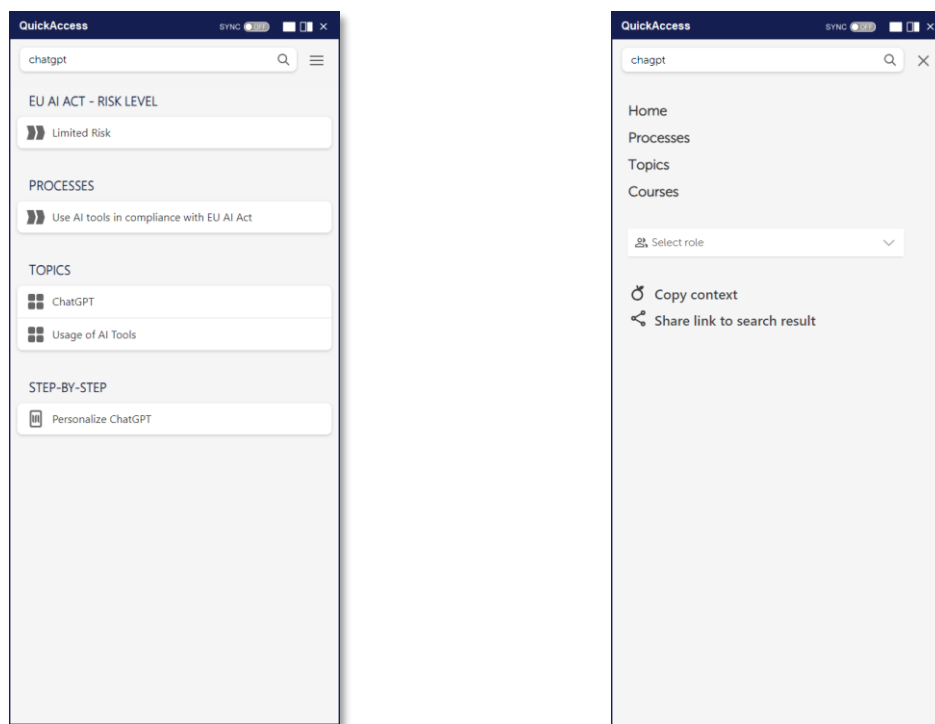 QuickAccess SYNC OFF
chatgpt
EU AI ACT - RISK LEVEL
Limited Risk
PROCESSES
Use AI tools in compliance with EU AI Act
TOPICS
ChatGPT
Usage of AI Tools
STEP-BY-STEP
Personalize ChatGPT
QuickAccess SYNC OFF
chagpt
Home
Processes
Topics
Courses
Select role
Copy context
Share link to search result